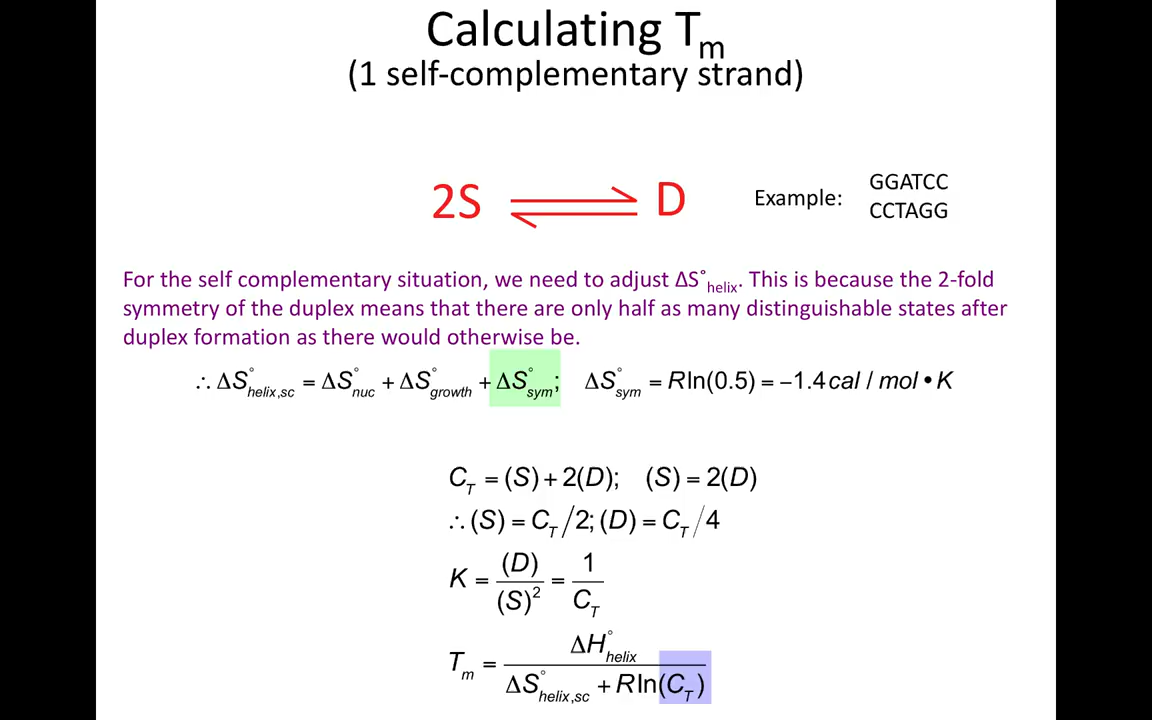 Calculating Tm
(1 self-complementary strand)
2S ⇌ D
Example:
GGATCC
CCTAGG
For the self complementary situation, we need to adjust ΔS°helix. This is because the 2-fold
symmetry of the duplex means that there are only half as many distinguishable states after
duplex formation as there would otherwise be.
∴ ΔS°helix,sc = ΔS°nuc + ΔS°growth + ΔS°sym; ΔS°sym = Rln(0.5) = −1.4cal / mol • K
CT = (S) + 2(D); (S) = 2(D)
∴ (S) = CT/2; (D) = CT/4
K = (D)/(S)² = 1/CT
Tm = ΔH°helix / ΔS°helix,sc + Rln(CT)